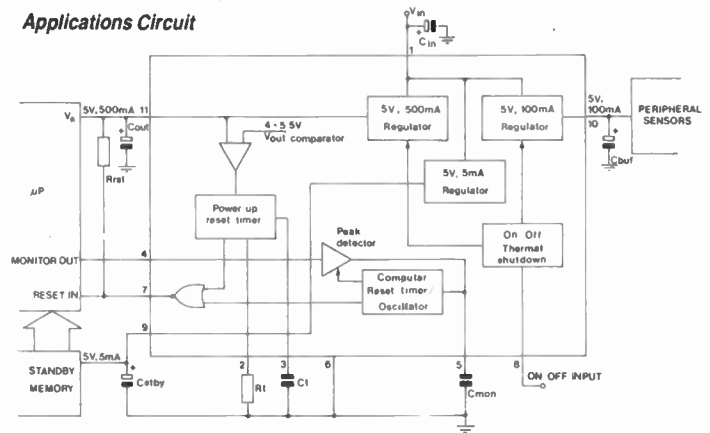 Applications Circuit
Vin
Cin
1
Vs
5V, 500mA 11
Cout
Rrst
μP
MONITOR OUT
RESET IN
4
7
9
4·5 5V
Vout comparator
5V, 500mA
Regulator
5V, 100mA
Regulator
5V, 5mA
Regulator
5V,
100mA
10
Cbuf
PERIPHERAL
SENSORS
Power up
reset timer
Peak
detector
On Off
Thermal
shutdown
Computer
Reset timer/
Oscillator
STANDBY
MEMORY
5V, 5mA
Cstby
2
Rt
3
Ct
6
5
Cmon
8
ON OFF INPUT